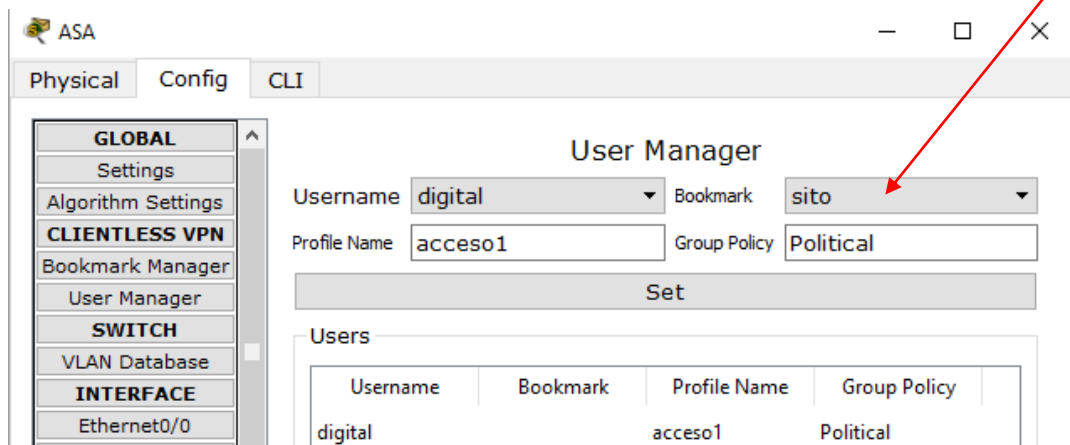 ASA
Physical Config CLI
GLOBAL
Settings
Algorithm Settings
CLIENTLESS VPN
Bookmark Manager
User Manager
SWITCH
VLAN Database
INTERFACE
Ethernet0/0
User Manager
Username digital Bookmark sito
Profile Name acceso1 Group Policy Political
Set
Users
Username Bookmark Profile Name Group Policy
digital acceso1 Political